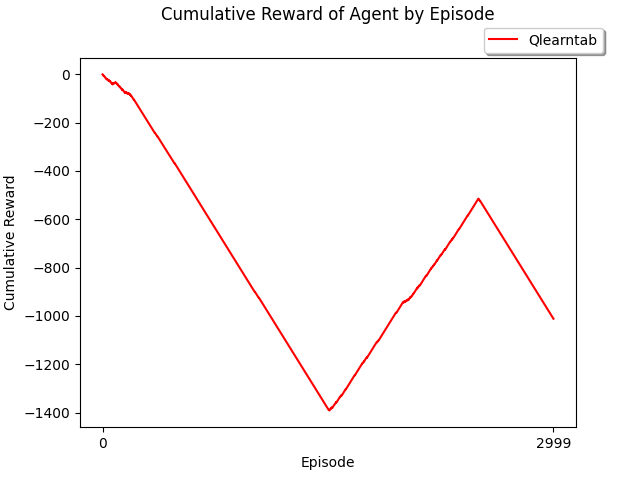 Cumulative Reward of Agent by Episode
Qlearntab
0
−200
−400
−600
−800
−1000
−1200
−1400
Cumulative Reward
0
2999
Episode